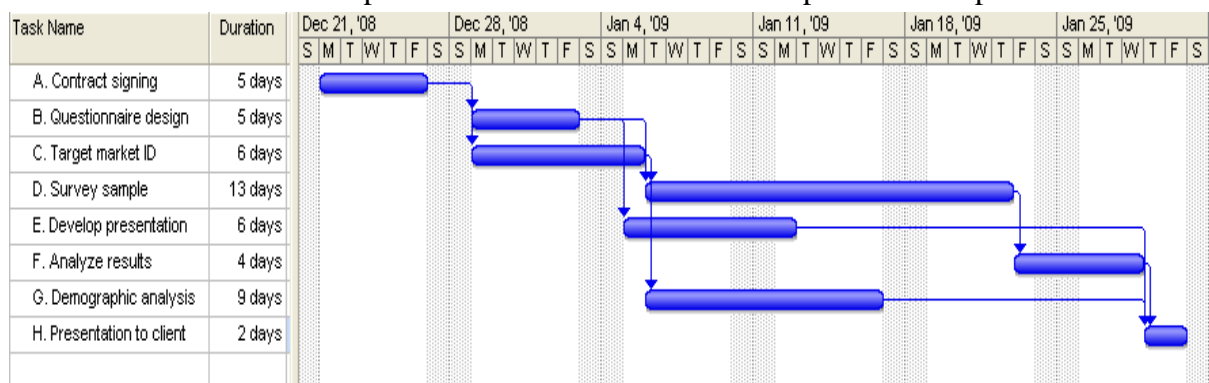 Task Name Duration Dec 21, '08 Dec 28, '08 Jan 4, '09 Jan 11, '09 Jan 18, '09 Jan 25, '09
S M T W T F S S M T W T F S S M T W T F S S M T W T F S S M T W T F S S M T W T F S
A. Contract signing 5 days
B. Questionnaire design 5 days
C. Target market ID 6 days
D. Survey sample 13 days
E. Develop presentation 6 days
F. Analyze results 4 days
G. Demographic analysis 9 days
H. Presentation to client 2 days